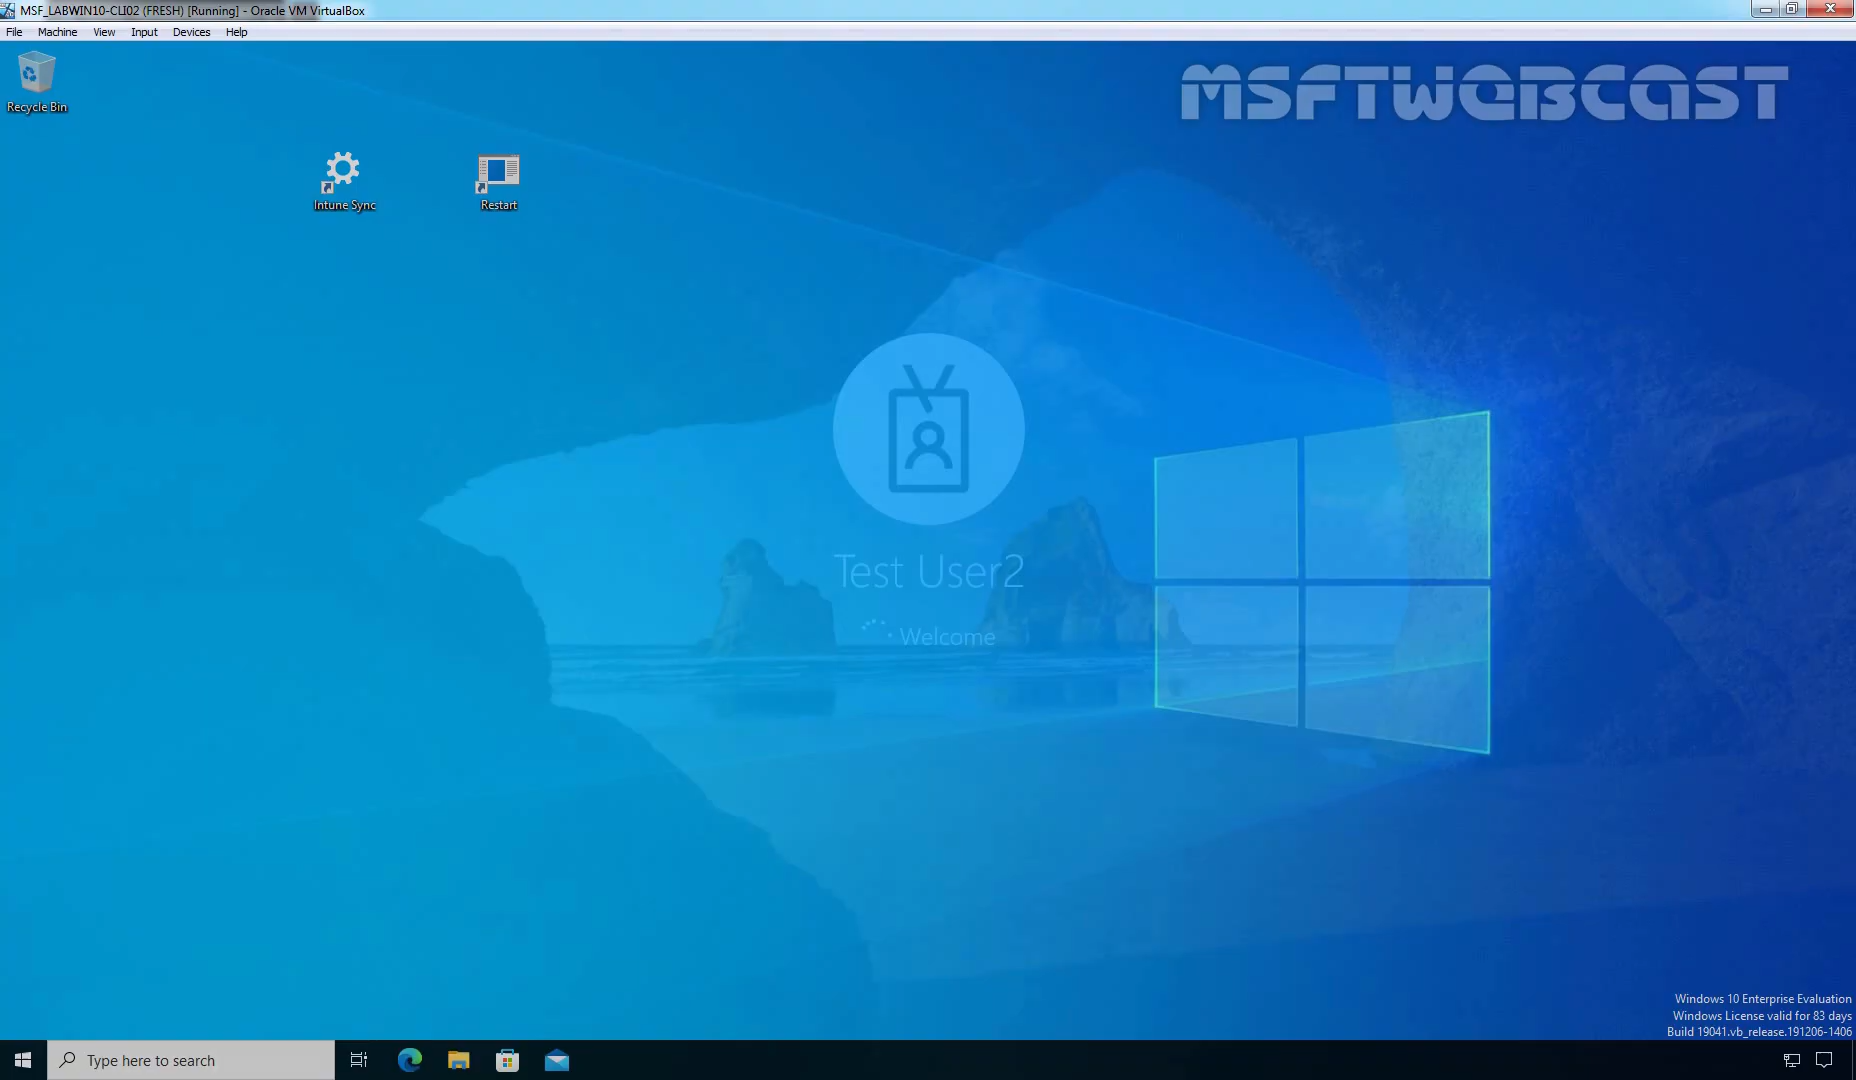 MSF_LABWIN10-CLI02 (FRESH) [Running] - Oracle VM VirtualBox
File Machine View Input Devices Help
MSFTWEBCAST
Recycle Bin
Intune Sync
Restart
Test User2
Welcome
Windows 10 Enterprise Evaluation
Windows License valid for 83 days
Build 19041.vb_release.191206-1406
Type here to search